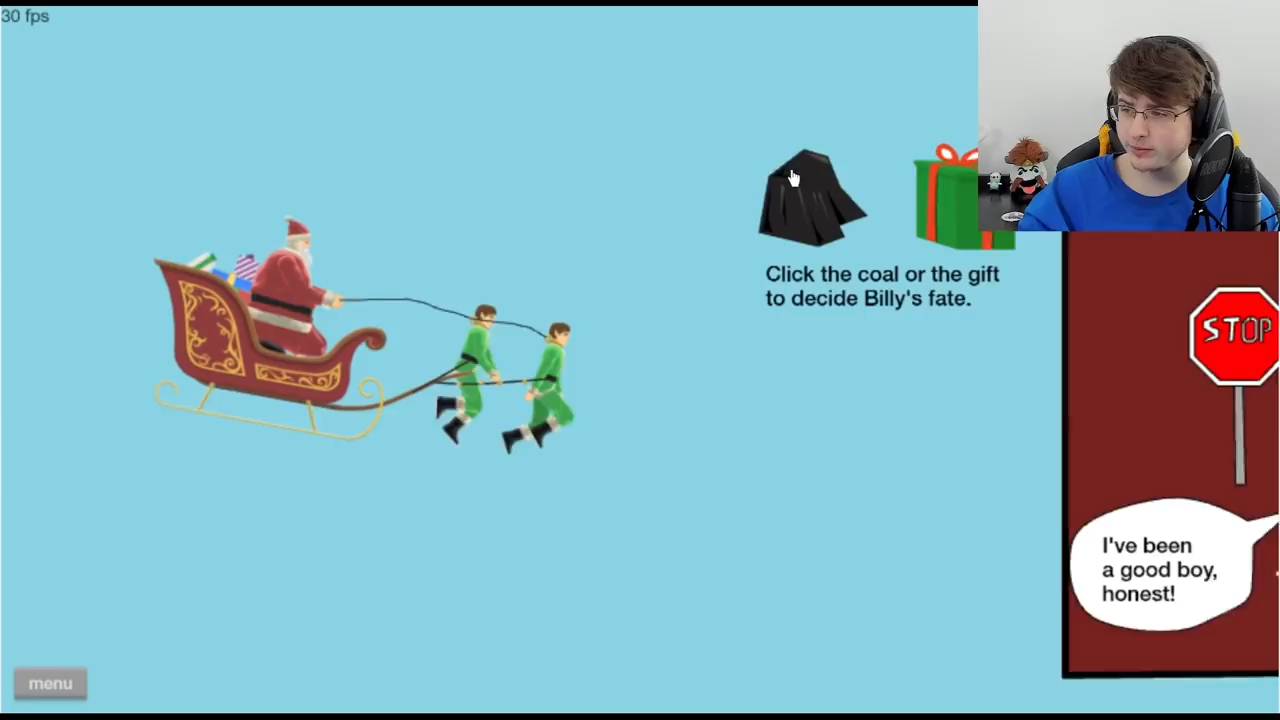 30 fps
Click the coal or the gift
to decide Billy's fate.
STOP
I've been
a good boy,
honest!
menu